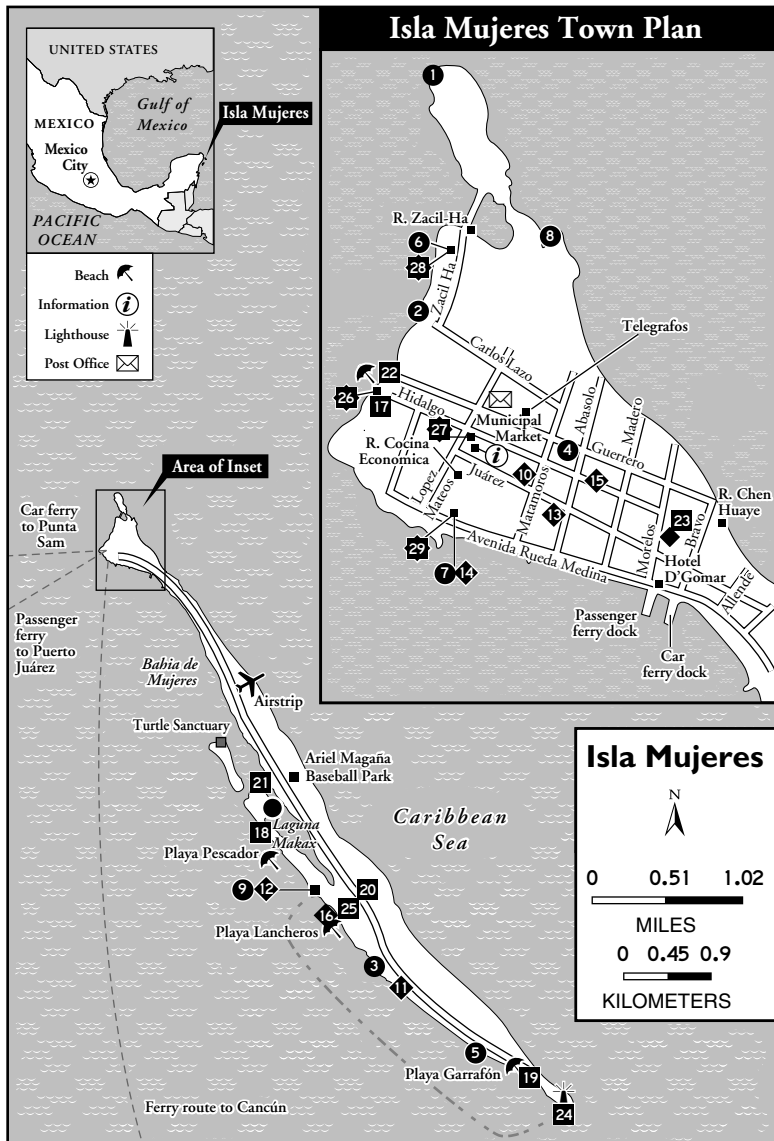 Isla Mujeres Town Plan
UNITED STATES
Gulf of
Mexico
MEXICO
Mexico
City
Isla Mujeres
PACIFIC
OCEAN
Beach
Information
i
Lighthouse
Post Office
1
R. Zacil-Ha
6
8
28
Zacil Ha
2
Telegrafos
Carlos Lazo
22
26
17
Hidalgo
Municipal
Market
27
Abasolo
Madero
4
Guerrero
R. Cocina
Economica
i
10
15
Lopez
Mateos
Juárez
Matamoros
13
R. Chen
Huaye
23
Morelos
Bravo
29
Avenida Rueda Medina
7
14
Hotel
D'Gomar
Allende
Passenger
ferry dock
Car
ferry dock
Area of Inset
Car ferry
to Punta
Sam
Passenger
ferry
to Puerto
Juárez
Bahia de
Mujeres
Airstrip
Turtle Sanctuary
Ariel Magaña
Baseball Park
21
Laguna
Makax
18
Caribbean
Sea
Playa Pescador
9
12
20
25
16
Playa Lancheros
3
11
5
Playa Garrafón
19
24
Ferry route to Cancún
Isla Mujeres
N
0 0.51 1.02
MILES
0 0.45 0.9
KILOMETERS